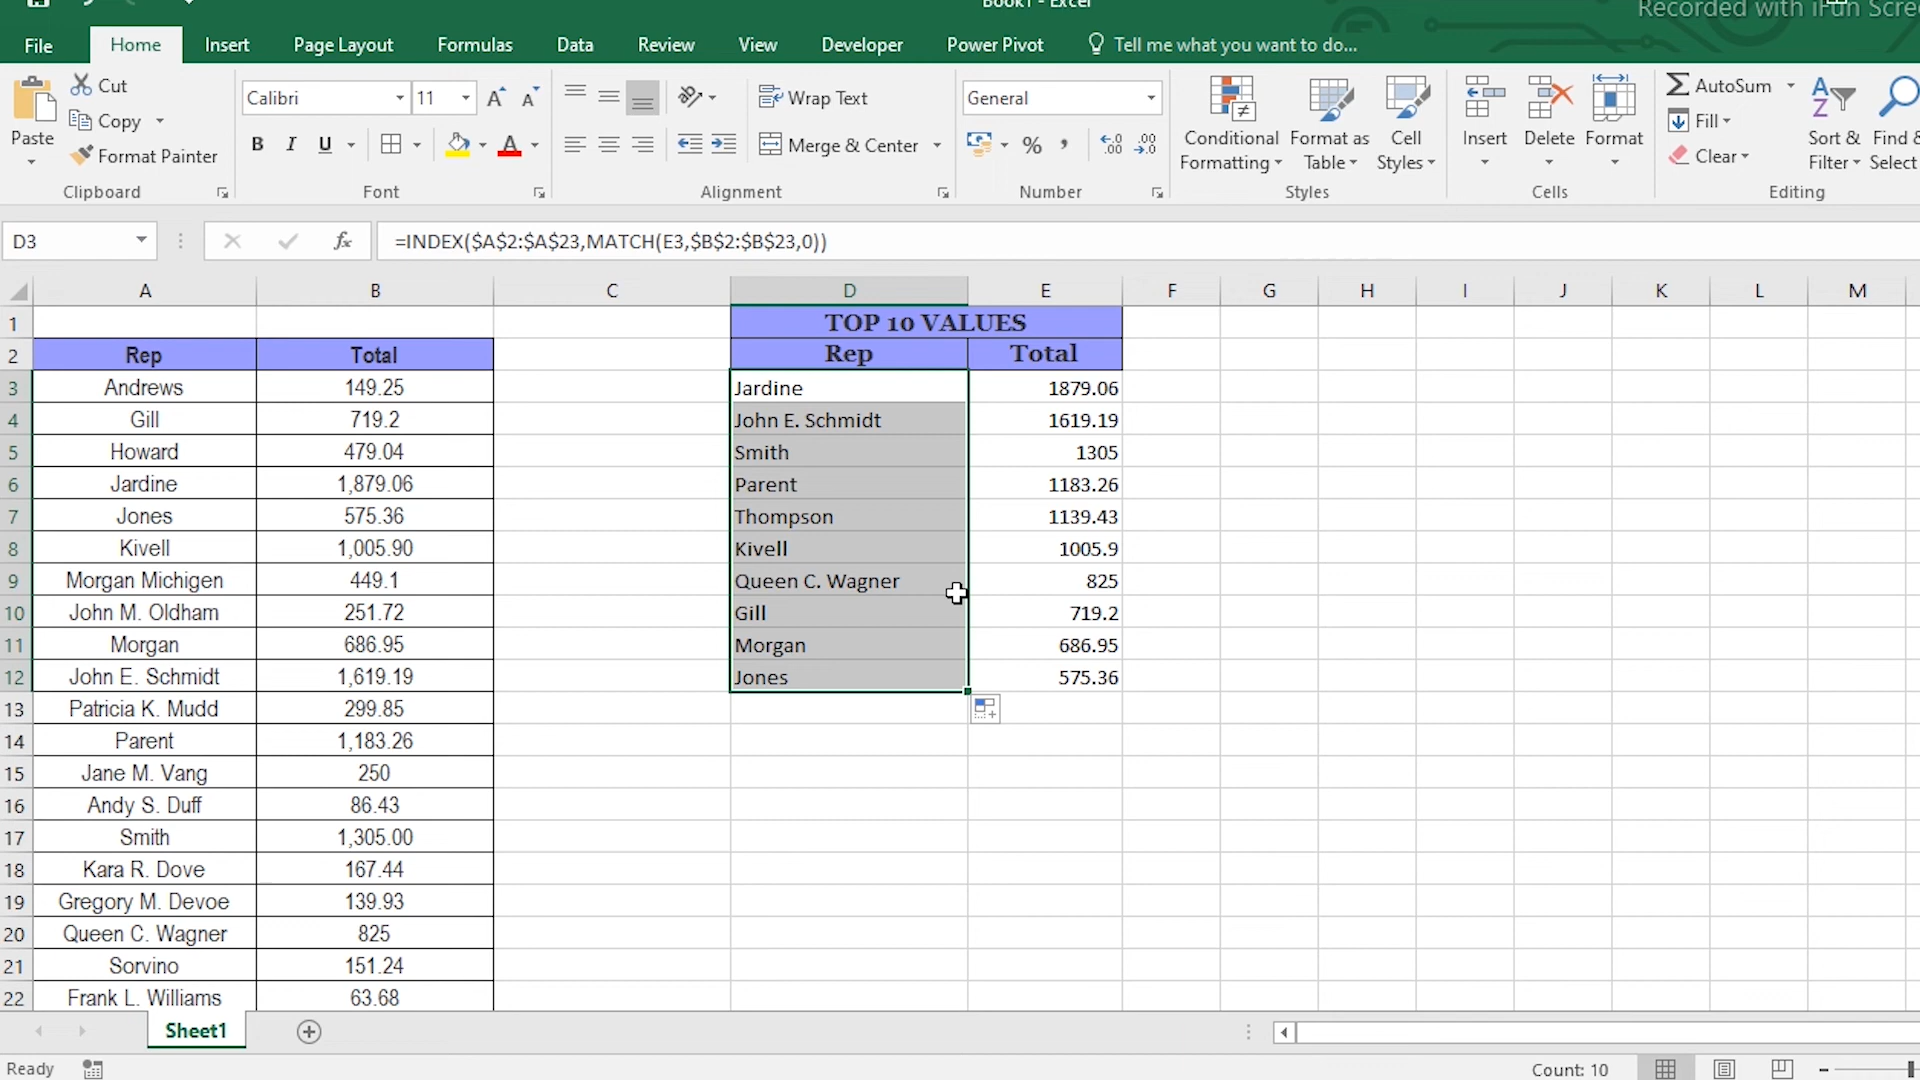 Recorded with iFun Scre
Book1 - Excel
File Home Insert Page Layout Formulas Data Review View Developer Power Pivot Tell me what you want to do...
Paste
Cut
Copy
Format Painter
Clipboard
Calibri 11
B I U
Font
Wrap Text
Merge & Center
Alignment
General
% , .00
Number
Conditional Formatting
Format as Table
Cell Styles
Styles
Insert Delete Format
Cells
AutoSum
Fill
Clear
Sort & Filter
Find & Select
Editing
D3 fx =INDEX($A$2:$A$23,MATCH(E3,$B$2:$B$23,0))
A B C D E F G H I J K L M
1 TOP 10 VALUES
2 Rep Total Rep Total
3 Andrews 149.25 Jardine 1879.06
4 Gill 719.2 John E. Schmidt 1619.19
5 Howard 479.04 Smith 1305
6 Jardine 1,879.06 Parent 1183.26
7 Jones 575.36 Thompson 1139.43
8 Kivell 1,005.90 Kivell 1005.9
9 Morgan Michigen 449.1 Queen C. Wagner 825
10 John M. Oldham 251.72 Gill 719.2
11 Morgan 686.95 Morgan 686.95
12 John E. Schmidt 1,619.19 Jones 575.36
13 Patricia K. Mudd 299.85
14 Parent 1,183.26
15 Jane M. Vang 250
16 Andy S. Duff 86.43
17 Smith 1,305.00
18 Kara R. Dove 167.44
19 Gregory M. Devoe 139.93
20 Queen C. Wagner 825
21 Sorvino 151.24
22 Frank L. Williams 63.68
Sheet1
Ready Count: 10